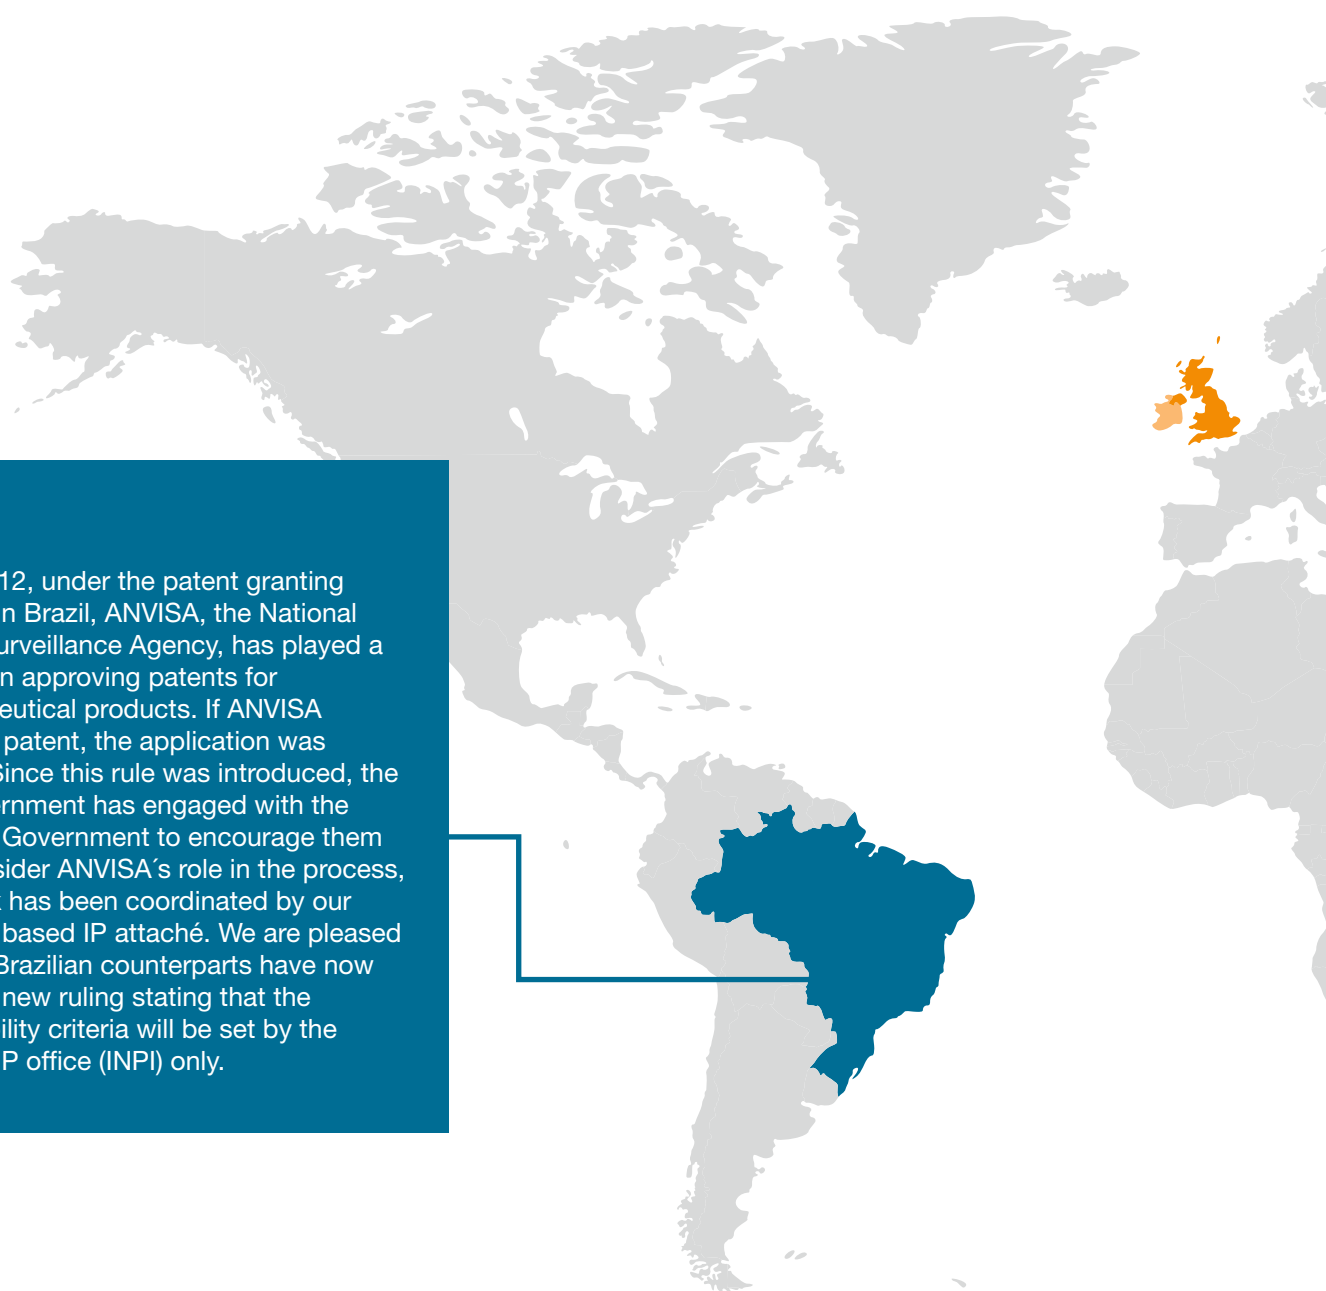 12, under the patent granting
n Brazil, ANVISA, the National
urveillance Agency, has played a
n approving patents for
eutical products. If ANVISA
patent, the application was
Since this rule was introduced, the
ernment has engaged with the
Government to encourage them
sider ANVISA´s role in the process,
has been coordinated by our
based IP attaché. We are pleased
Brazilian counterparts have now
new ruling stating that the
ility criteria will be set by the
P office (INPI) only.